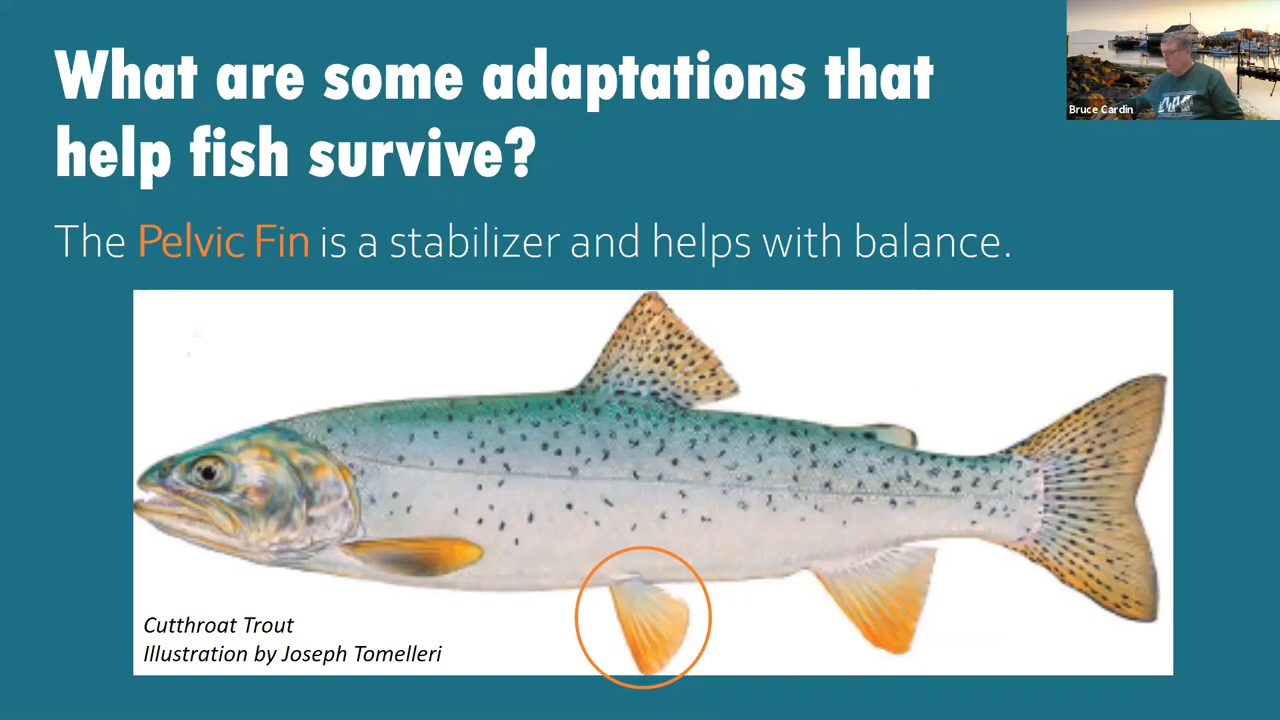 What are some adaptations that
help fish survive?
The Pelvic Fin is a stabilizer and helps with balance.
Bruce Cardin
Cutthroat Trout
Illustration by Joseph Tomelleri